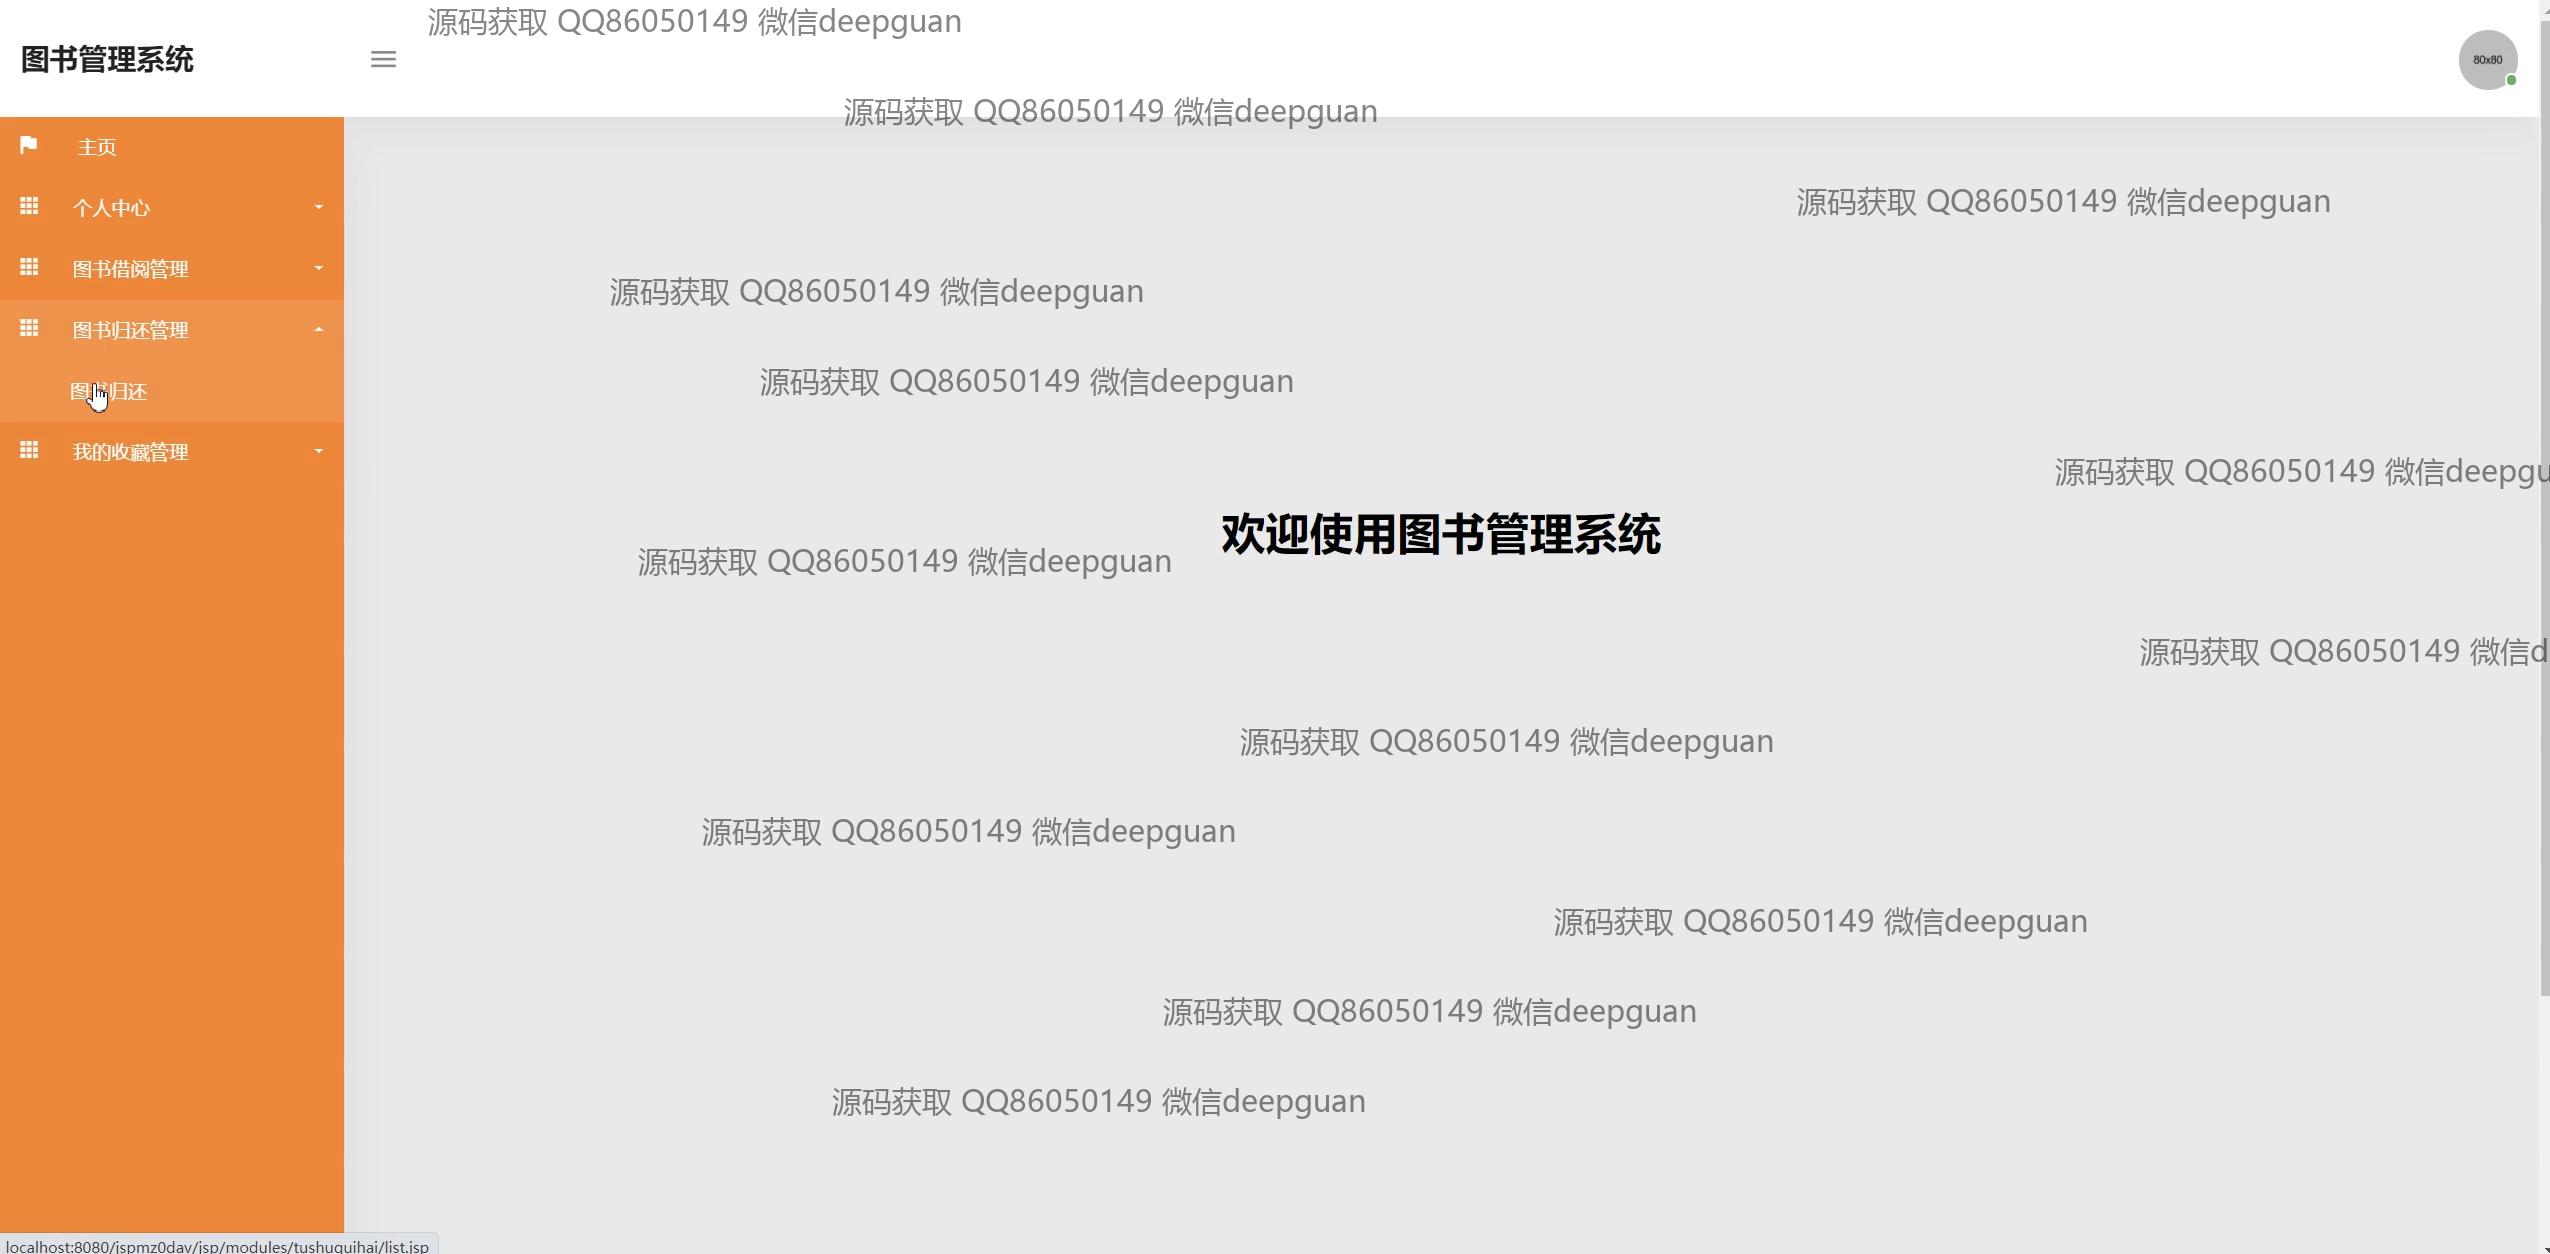 源码获取 QQ86050149 微信deepguan
图书管理系统
80x80
源码获取 QQ86050149 微信deepguan
主页
源码获取 QQ86050149 微信deepguan
个人中心
图书借阅管理
源码获取 QQ86050149 微信deepguan
图书归还管理
源码获取 QQ86050149 微信deepguan
图书归还
我的收藏管理
源码获取 QQ86050149 微信deepgu
欢迎使用图书管理系统
源码获取 QQ86050149 微信deepguan
源码获取 QQ86050149 微信d
源码获取 QQ86050149 微信deepguan
源码获取 QQ86050149 微信deepguan
源码获取 QQ86050149 微信deepguan
源码获取 QQ86050149 微信deepguan
源码获取 QQ86050149 微信deepguan
localhost:8080/jspmz0dav/jsp/modules/tushuguihai/list.jsp